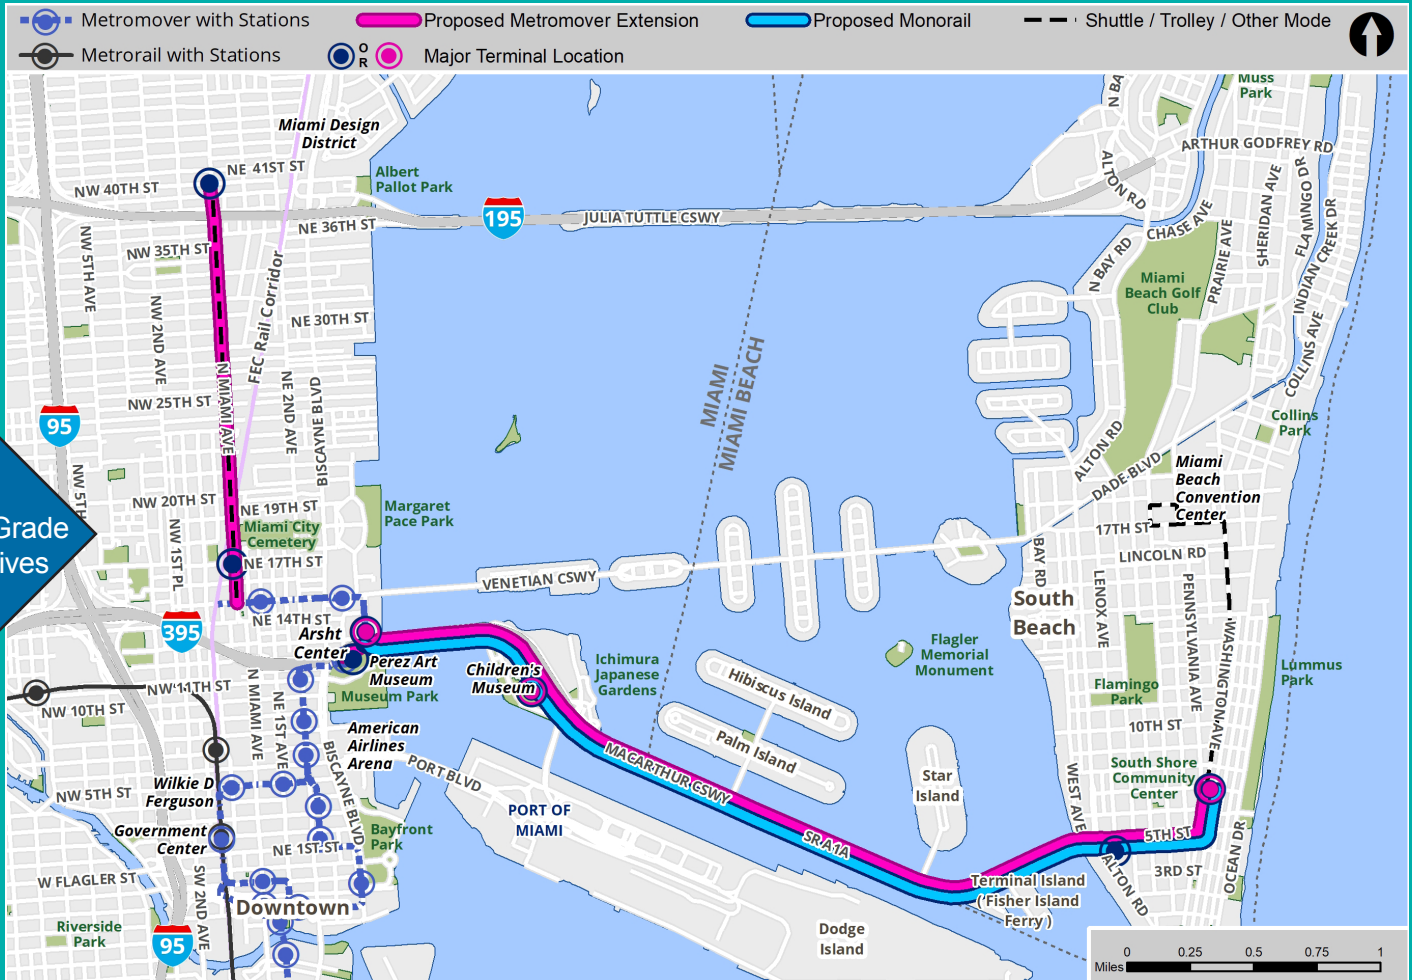 Metromover with Stations
Proposed Metromover Extension
Proposed Monorail
Shuttle / Trolley / Other Mode
Metrorail with Stations
O
R
Major Terminal Location
N BA
Muss
Park
Miami Design
District
ARTHUR GODFREY RD
NE 41ST ST
NW 40TH ST
Albert
Pallot Park
ALTON RD
195
JULIA TUTTLE CSWY
NE 36TH ST
CHASE AVE
SHERIDAN AVE
FLAMINGO DR
INDIAN CREEK DR
PRAIRIE AVE
N BAY RD
NW 5TH AVE
NW 35TH ST
FEC Rail Corridor
Miami
Beach Golf
Club
NW 2ND AVE
NE 30TH ST
COLLINS AVE
N MIAMI AVE
NE 2ND AVE
BISCAYNE BLVD
MIAMI
MIAMI BEACH
NW 25TH ST
95
Collins
Park
ALTON RD
DADE BLVD
Miami
Beach
Convention
Center
NW 5TH
NW 20TH ST
NE 19TH ST
Margaret
Pace Park
Grade
ives
Miami City
Cemetery
17TH ST
NW 1ST PL
NE 17TH ST
BAY RD
LINCOLN RD
VENETIAN CSWY
LENOX AVE
PENNSYLVANIA AVE
South
Beach
395
NE 14TH ST
Arsht
Center
WASHINGTON AVE
Perez Art
Museum
Children's
Museum
Ichimura
Japanese
Gardens
Flagler
Memorial
Monument
Lummus
Park
NW 11TH ST
Museum Park
Hibiscus Island
Flamingo
Park
NW 10TH ST
N MIAMI AVE
NE 1ST AVE
American
Airlines
Arena
Palm Island
10TH ST
BISCAYNE BLVD
PORT BLVD
MACARTHUR CSWY
Star
Island
WEST AVE
South Shore
Community
Center
Wilkie D
Ferguson
NW 5TH ST
PORT OF
MIAMI
Government
Center
Bayfront
Park
SR A1A
5TH ST
NE 1ST ST
OCEAN DR
W FLAGLER ST
SW 2ND AVE
3RD ST
ALTON RD
Terminal Island
( Fisher Island
Ferry )
Downtown
Riverside
Park
95
Dodge
Island
0 0.25 0.5 0.75 1
Miles